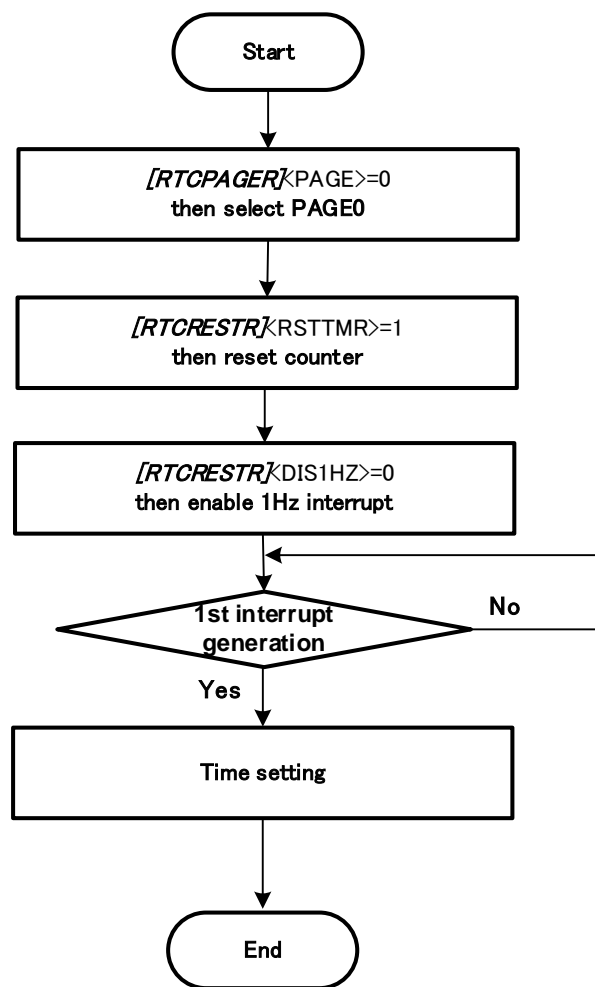 Start
[RTCPAGER]<PAGE>=0
then select PAGE0
[RTCRESTR]<RSTTMR>=1
then reset counter
[RTCRESTR]<DIS1HZ>=0
then enable 1Hz interrupt
1st interrupt
generation
No
Yes
Time setting
End